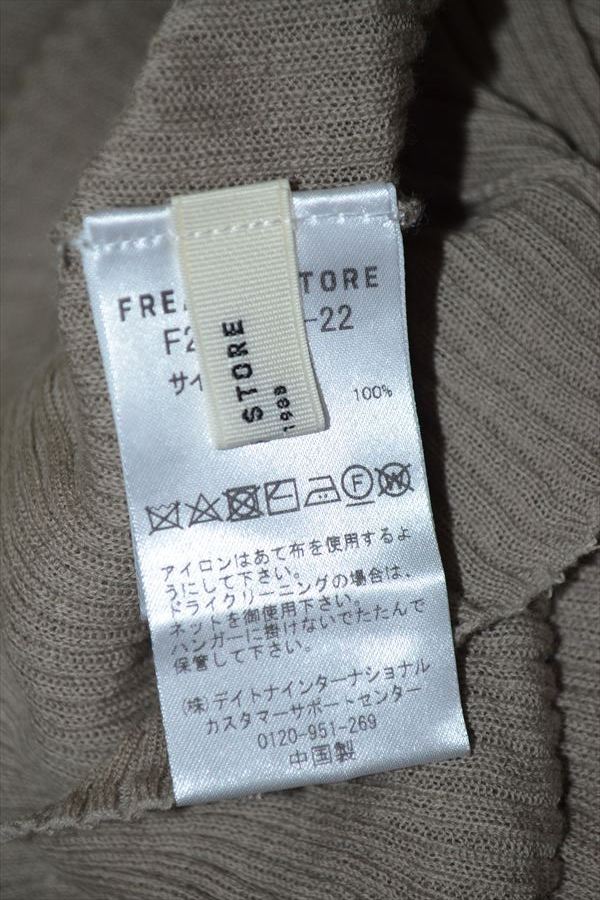 STORE
F2 -22
サイ
100%
STORE
1988
アイロンはあて布を使用するよ
うにして下さい。
ドライクリーニングの場合は、
ネットを御使用下さい。
ハンガーに掛けないでたたんで
保管して下さい。
(株)デイトナインターナショナル
カスタマーサポートセンター
0120-951-269
中国製